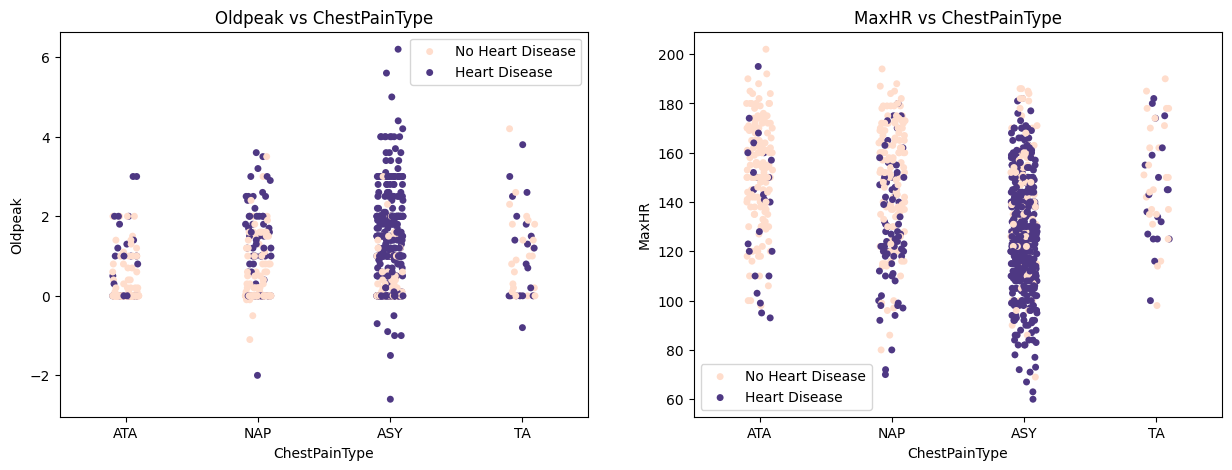 Oldpeak vs ChestPainType
No Heart Disease
Heart Disease
6
4
2
0
−2
Oldpeak
ATA
NAP
ASY
TA
ChestPainType
MaxHR vs ChestPainType
200
180
160
140
120
100
80
60
MaxHR
No Heart Disease
Heart Disease
ATA
NAP
ASY
TA
ChestPainType